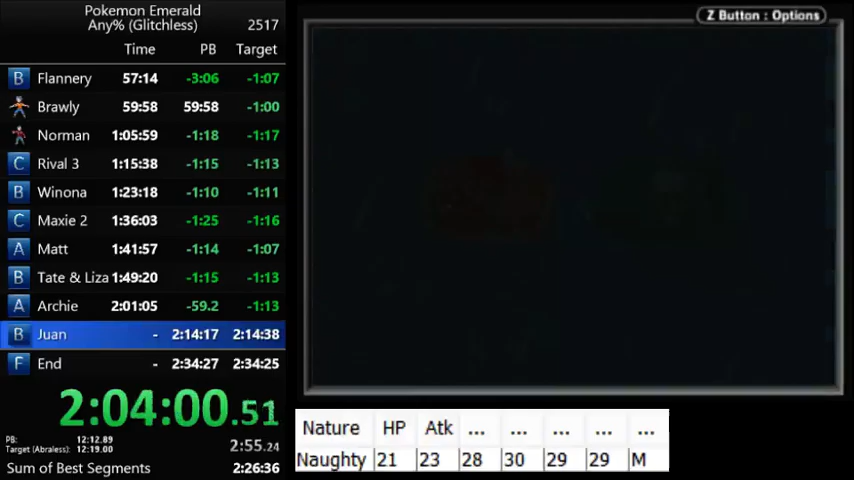 Pokemon Emerald
Any% (Glitchless) 2517
Time PB Target
B Flannery 57:14 -3:06 -1:07
Brawly 59:58 59:58 -1:00
Norman 1:05:59 -1:18 -1:17
C Rival 3 1:15:38 -1:15 -1:13
B Winona 1:23:18 -1:10 -1:11
C Maxie 2 1:36:03 -1:25 -1:16
A Matt 1:41:57 -1:14 -1:07
B Tate & Liza 1:49:20 -1:15 -1:13
A Archie 2:01:05 -59.2 -1:13
B Juan - 2:14:17 2:14:38
F End - 2:34:27 2:34:25
2:04:00.51
PB: 12:12.89
Target (Abraless): 12:19.00
2:55.24
Sum of Best Segments 2:26:36
Z Button : Options
Nature HP Atk ... ... ... ... ...
Naughty 21 23 28 30 29 29 M